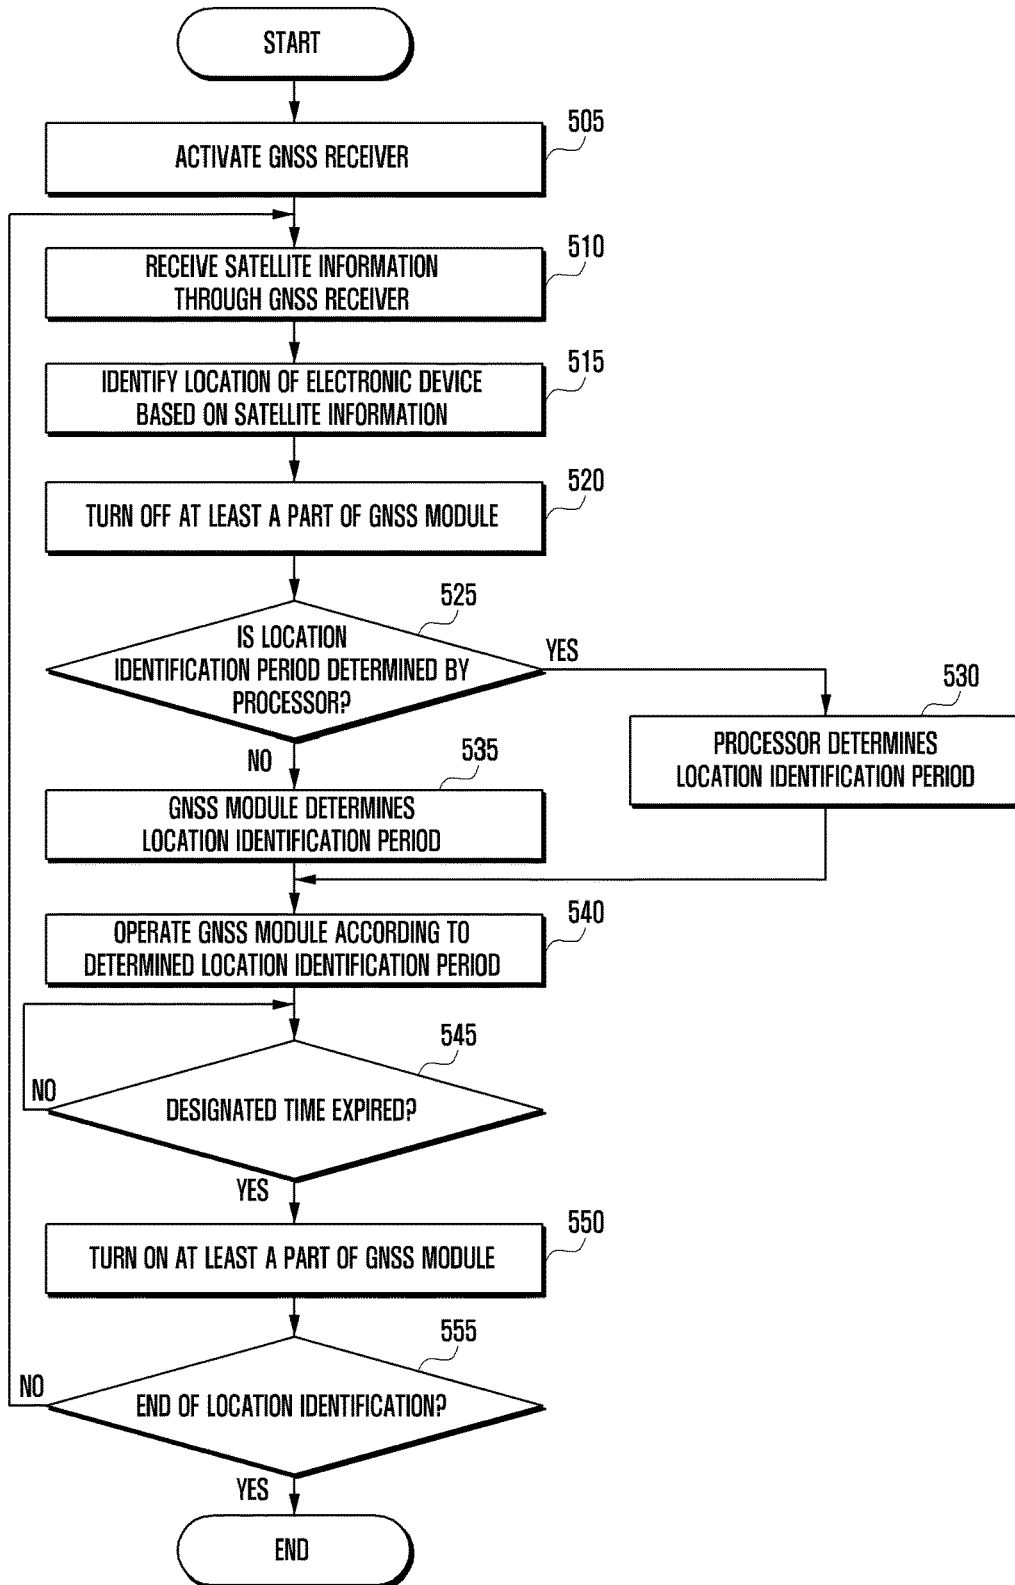 START
505
ACTIVATE GNSS RECEIVER
510
RECEIVE SATELLITE INFORMATION
THROUGH GNSS RECEIVER
515
IDENTIFY LOCATION OF ELECTRONIC DEVICE
BASED ON SATELLITE INFORMATION
520
TURN OFF AT LEAST A PART OF GNSS MODULE
525
IS LOCATION
IDENTIFICATION PERIOD DETERMINED BY
PROCESSOR?
YES
530
PROCESSOR DETERMINES
LOCATION IDENTIFICATION PERIOD
NO
535
GNSS MODULE DETERMINES
LOCATION IDENTIFICATION PERIOD
540
OPERATE GNSS MODULE ACCORDING TO
DETERMINED LOCATION IDENTIFICATION PERIOD
545
NO
DESIGNATED TIME EXPIRED?
YES
550
TURN ON AT LEAST A PART OF GNSS MODULE
555
NO
END OF LOCATION IDENTIFICATION?
YES
END